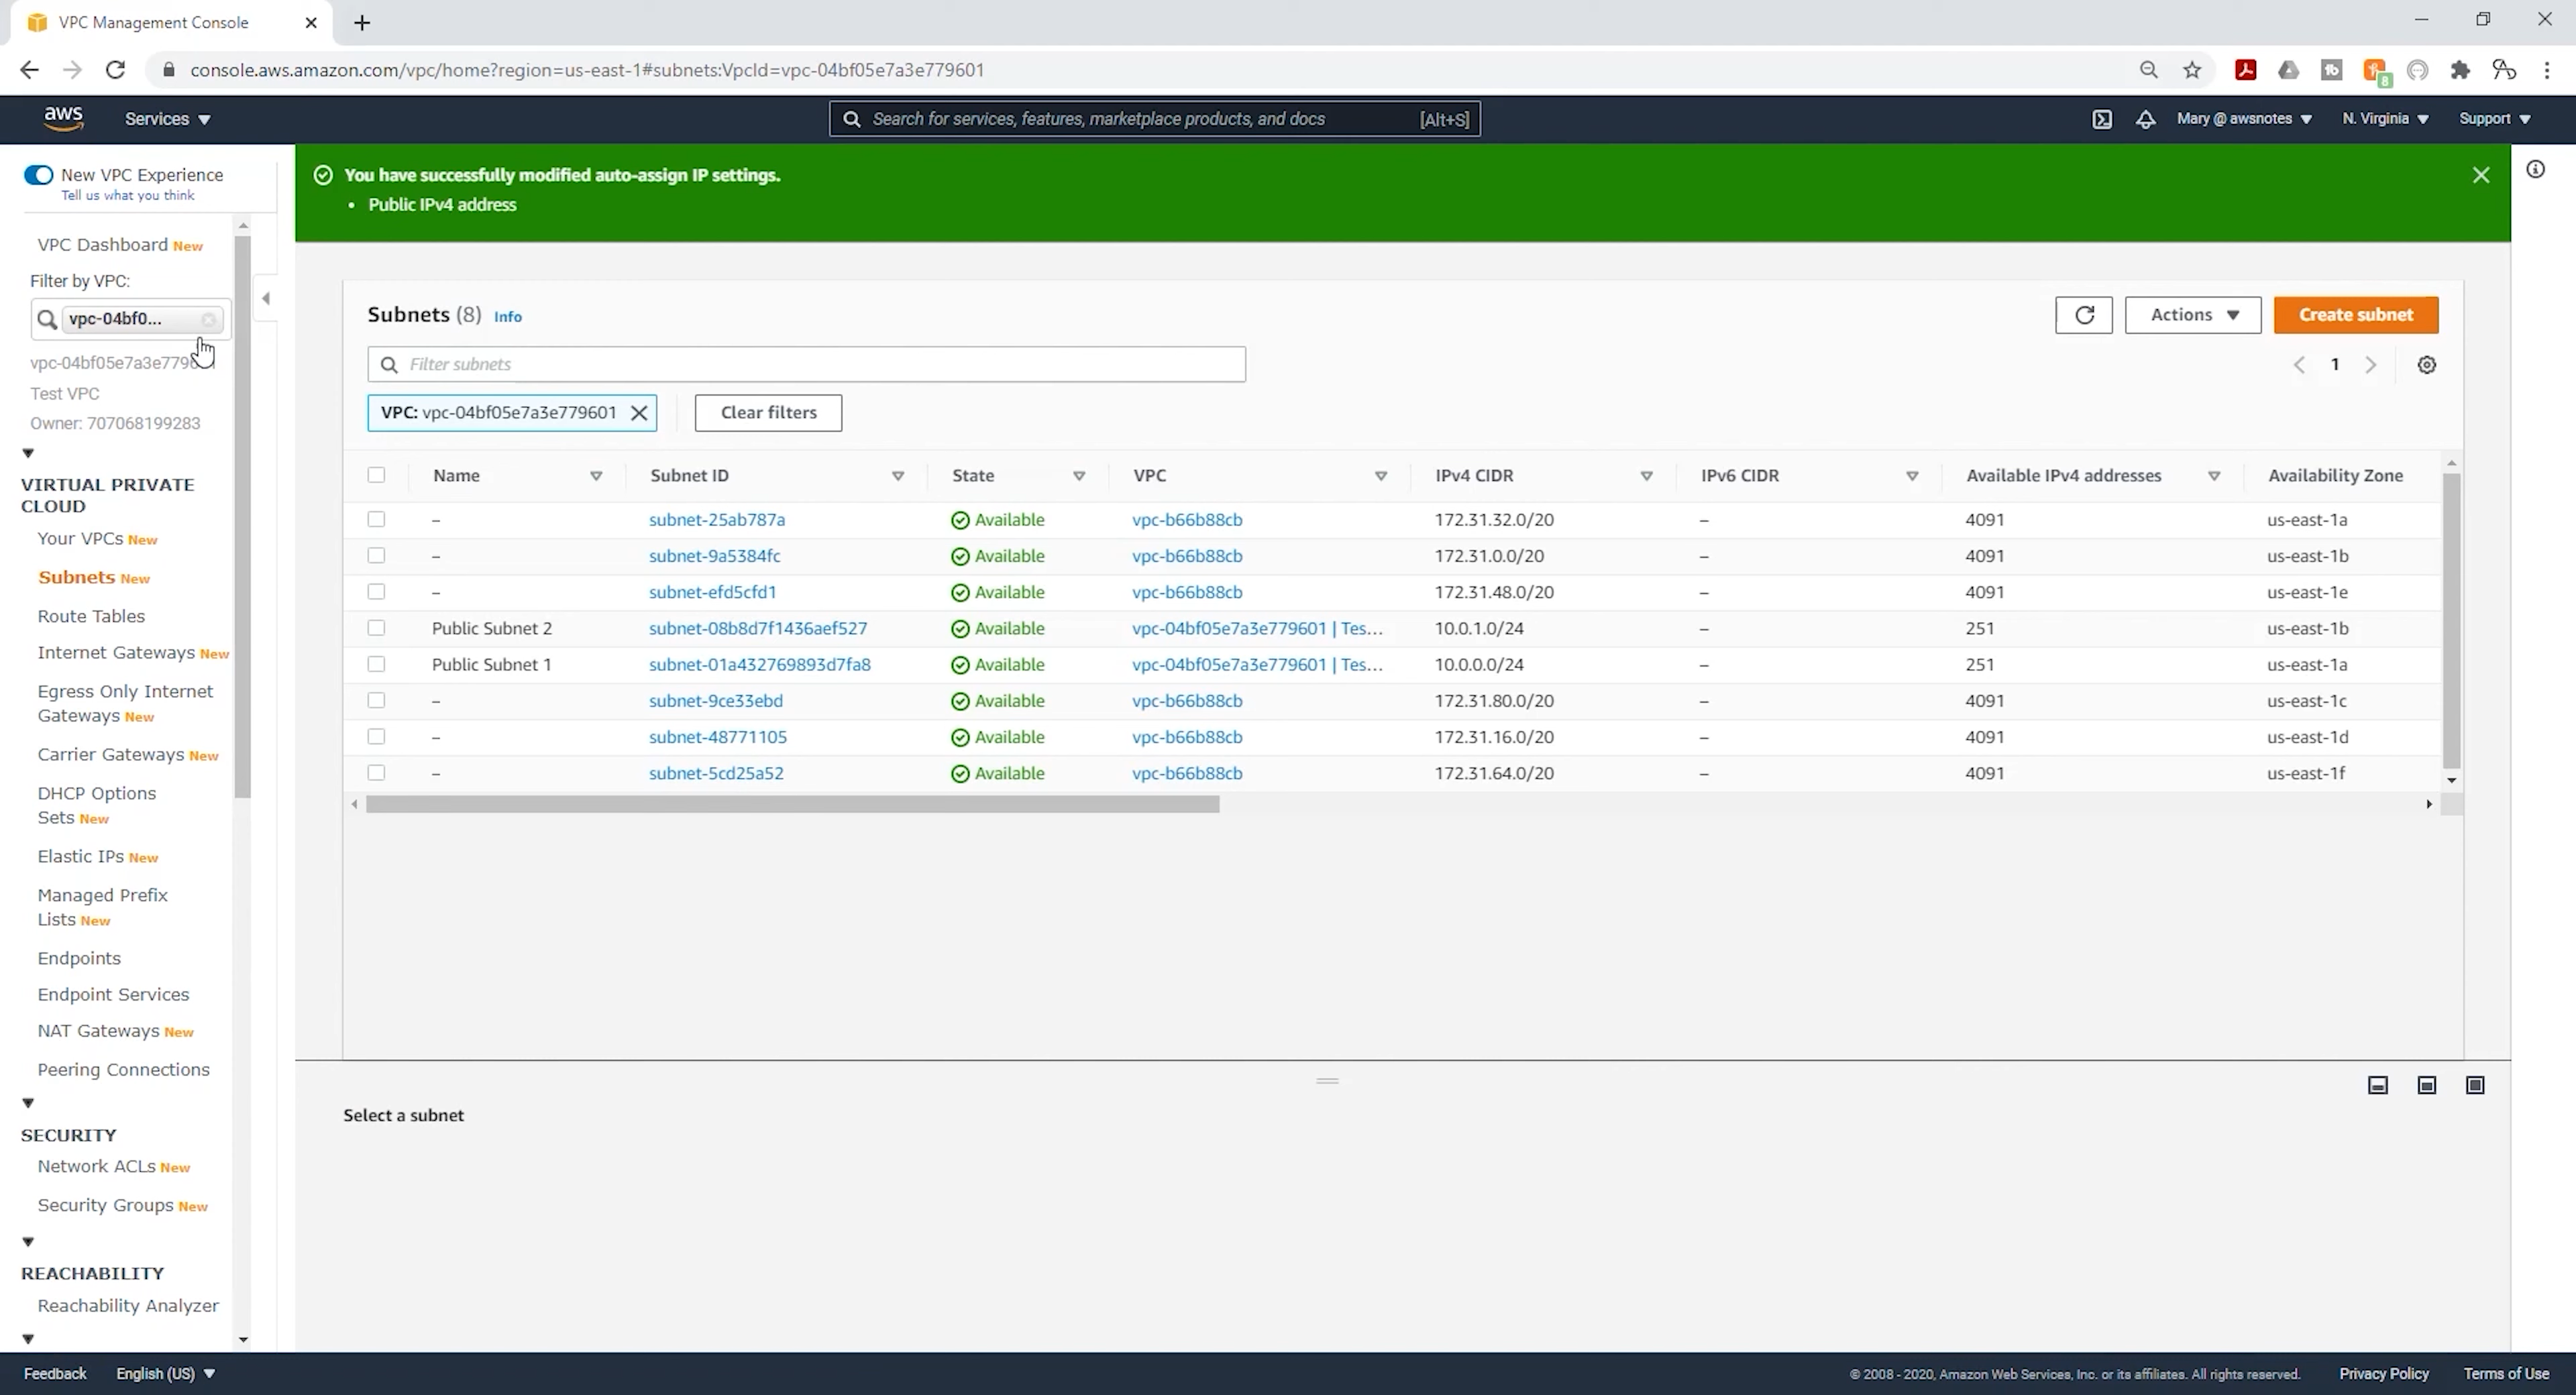 VPC Management Console
console.aws.amazon.com/vpc/home?region=us-east-1#subnets:VpcId=vpc-04bf05e7a3e779601
8
aws
Services
Search for services, features, marketplace products, and docs [Alt+S]
Mary @ awsnotes
N. Virginia
Support
New VPC Experience
Tell us what you think
You have successfully modified auto-assign IP settings.
• Public IPv4 address
VPC Dashboard New
Filter by VPC:
vpc-04bf0...
vpc-04bf05e7a3e779
Test VPC
Owner: 707068199283
VIRTUAL PRIVATE
CLOUD
Your VPCs New
Subnets New
Route Tables
Internet Gateways New
Egress Only Internet
Gateways New
Carrier Gateways New
DHCP Options
Sets New
Elastic IPs New
Managed Prefix
Lists New
Endpoints
Endpoint Services
NAT Gateways New
Peering Connections
SECURITY
Network ACLs New
Security Groups New
REACHABILITY
Reachability Analyzer
Subnets (8) Info
Actions
Create subnet
Filter subnets
1
VPC: vpc-04bf05e7a3e779601
Clear filters
Name Subnet ID State VPC IPv4 CIDR IPv6 CIDR Available IPv4 addresses Availability Zone
– subnet-25ab787a Available vpc-b66b88cb 172.31.32.0/20 – 4091 us-east-1a
– subnet-9a5384fc Available vpc-b66b88cb 172.31.0.0/20 – 4091 us-east-1b
– subnet-efd5cfd1 Available vpc-b66b88cb 172.31.48.0/20 – 4091 us-east-1e
Public Subnet 2 subnet-08b8d7f1436aef527 Available vpc-04bf05e7a3e779601 | Tes... 10.0.1.0/24 – 251 us-east-1b
Public Subnet 1 subnet-01a432769893d7fa8 Available vpc-04bf05e7a3e779601 | Tes... 10.0.0.0/24 – 251 us-east-1a
– subnet-9ce33ebd Available vpc-b66b88cb 172.31.80.0/20 – 4091 us-east-1c
– subnet-48771105 Available vpc-b66b88cb 172.31.16.0/20 – 4091 us-east-1d
– subnet-5cd25a52 Available vpc-b66b88cb 172.31.64.0/20 – 4091 us-east-1f
Select a subnet
Feedback
English (US)
© 2008 - 2020, Amazon Web Services, Inc. or its affiliates. All rights reserved.
Privacy Policy
Terms of Use